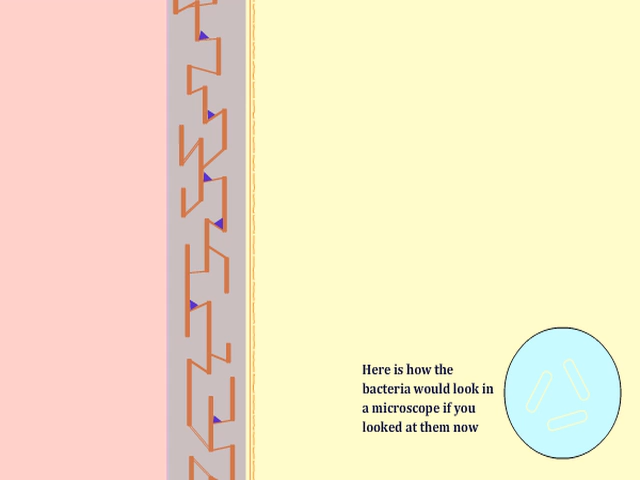 Here is how the
bacteria would look in
a microscope if you
looked at them now